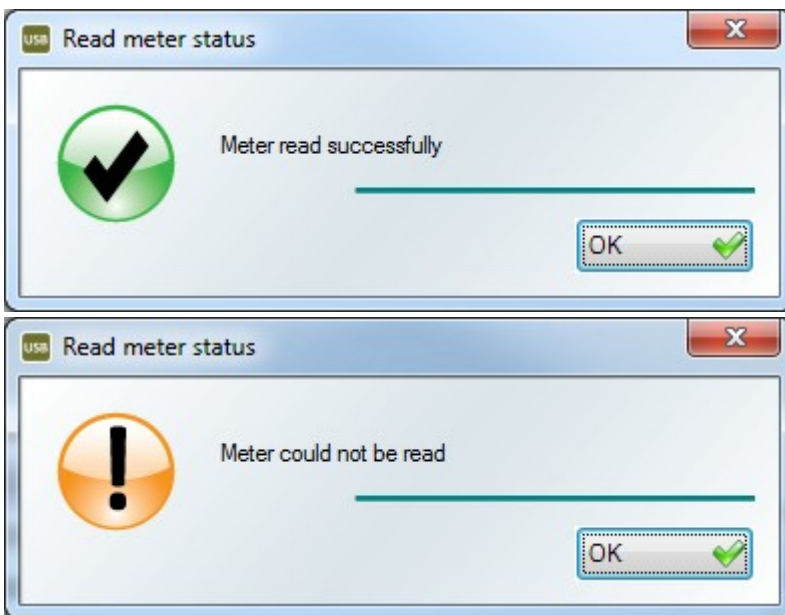 USB Read meter status
X
Meter read successfully
OK
USB Read meter status
X
!
Meter could not be read
OK